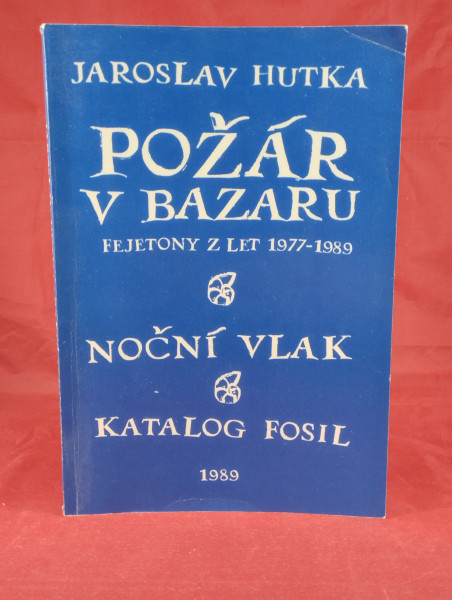 JAROSLAV HUTKA
POŽÁR
V BAZARU
FEJETONY Z LET 1977-1989
NOČNÍ VLAK
KATALOG FOSIL
1989